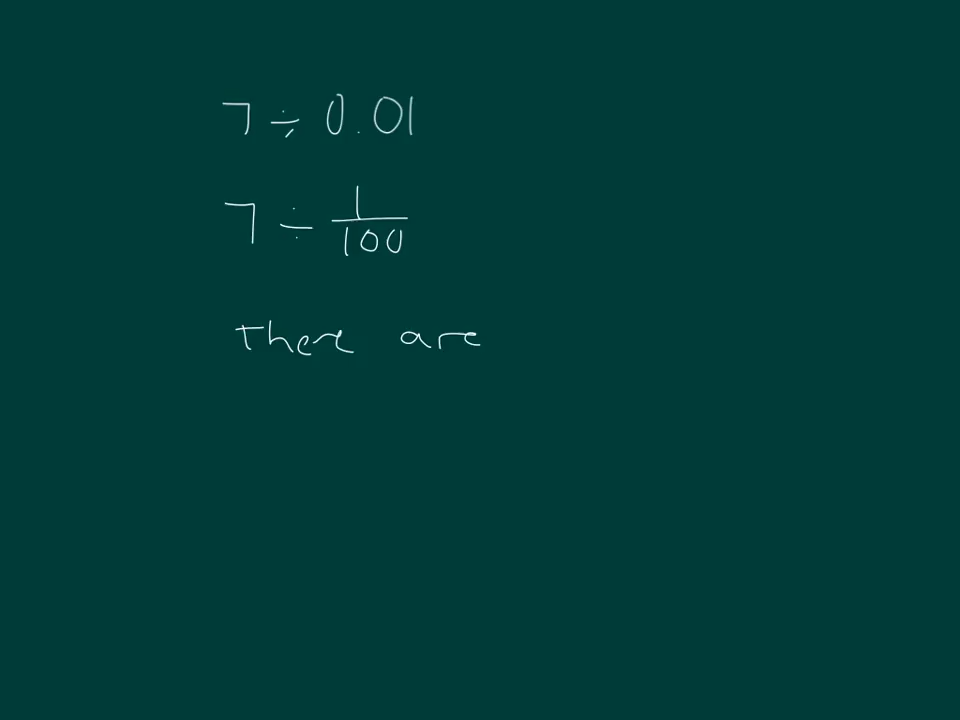 7 ÷ 0.01
7 ÷ 1/100
there are